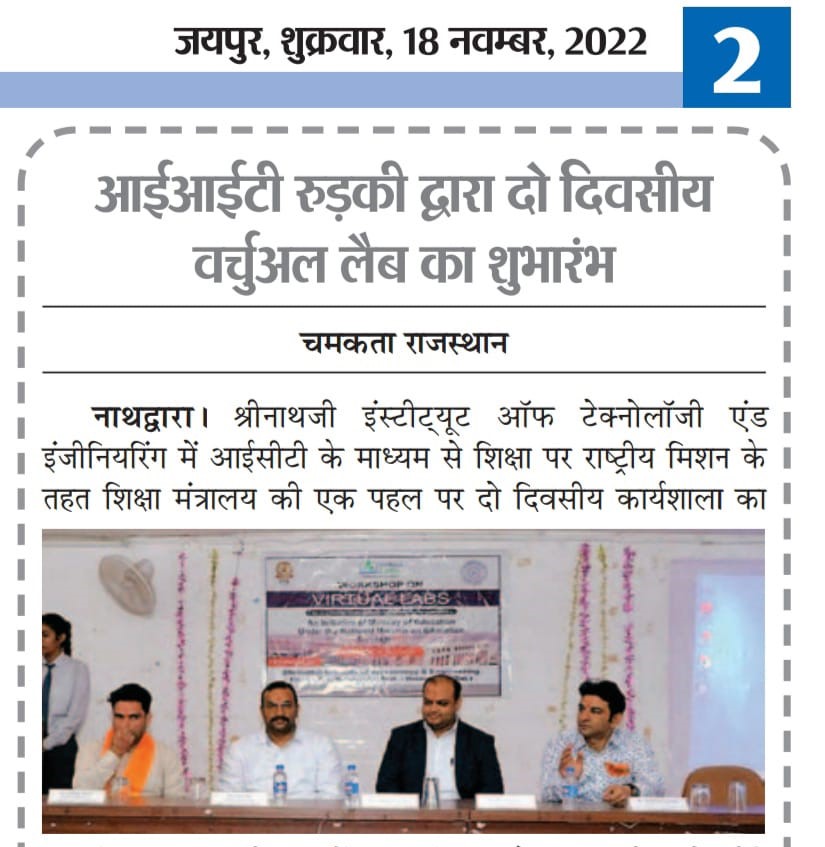 जयपुर, शुक्रवार, 18 नवम्बर, 2022
2
आईआईटी रुड़की द्वारा दो दिवसीय
वर्चुअल लैब का शुभारंभ
चमकता राजस्थान
नाथद्वारा। श्रीनाथजी इंस्टीट्यूट ऑफ टेक्नोलॉजी एंड
इंजीनियरिंग में आईसीटी के माध्यम से शिक्षा पर राष्ट्रीय मिशन के
तहत शिक्षा मंत्रालय की एक पहल पर दो दिवसीय कार्यशाला का
WORKSHOP ON
VIRTUAL LABS
An Initiative of Ministry of Education
Under the National Mission on Education